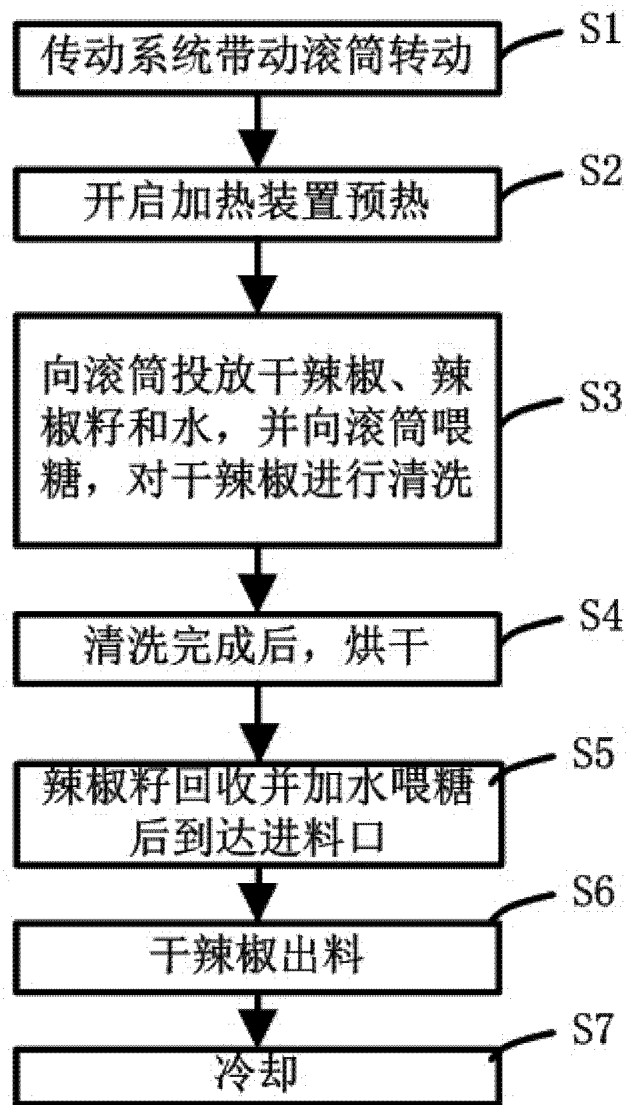 传动系统带动滚筒转动
S1
开启加热装置预热
S2
向滚筒投放干辣椒、辣
椒籽和水，并向滚筒喂
糖，对干辣椒进行清洗
S3
清洗完成后，烘干
S4
辣椒籽回收并加水喂糖
后到达进料口
S5
干辣椒出料
S6
冷却
S7